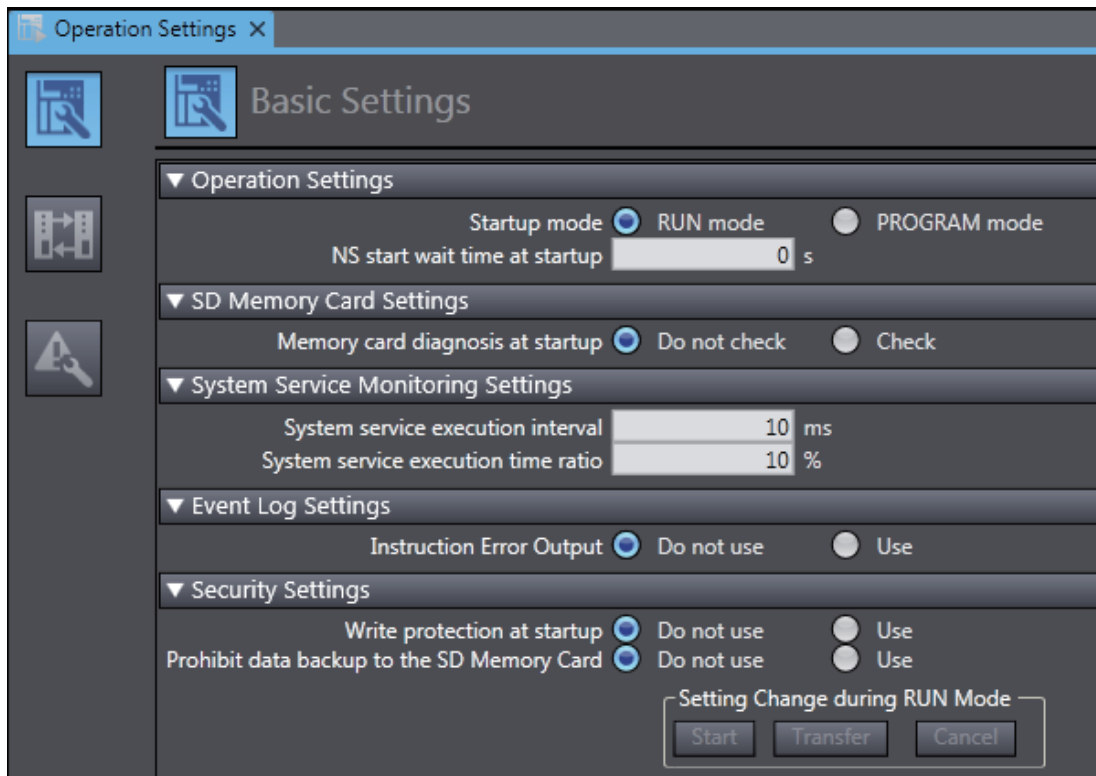 Operation Settings
Basic Settings
Operation Settings
Startup mode RUN mode PROGRAM mode
NS start wait time at startup 0 s
SD Memory Card Settings
Memory card diagnosis at startup Do not check Check
System Service Monitoring Settings
System service execution interval 10 ms
System service execution time ratio 10 %
Event Log Settings
Instruction Error Output Do not use Use
Security Settings
Write protection at startup Do not use Use
Prohibit data backup to the SD Memory Card Do not use Use
Setting Change during RUN Mode
Start Transfer Cancel